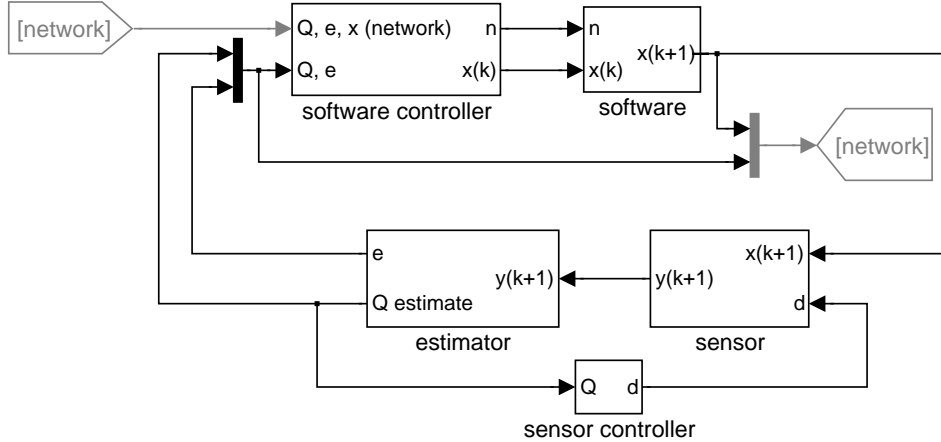 [network]
Q, e, x (network)
n
n
x(k+1)
Q, e
x(k)
x(k)
software controller
software
[network]
e
x(k+1)
y(k+1)
y(k+1)
Q estimate
d
estimator
sensor
Q
d
sensor controller